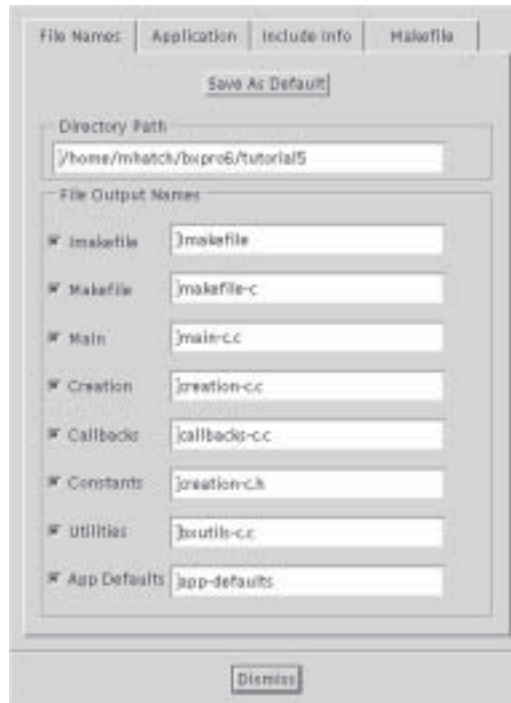 File Names Application Include Info Makefile
Save As Default
Directory Path
/home/mhatch/bxpro6/tutorial5
File Output Names
Imakefile Imakefile
Makefile makefile-c
Main main-c.c
Creation creation-c.c
Callbacks callbacks-c.c
Constants creation-c.h
Utilities bxutils-c.c
App Defaults app-defaults
Dismiss